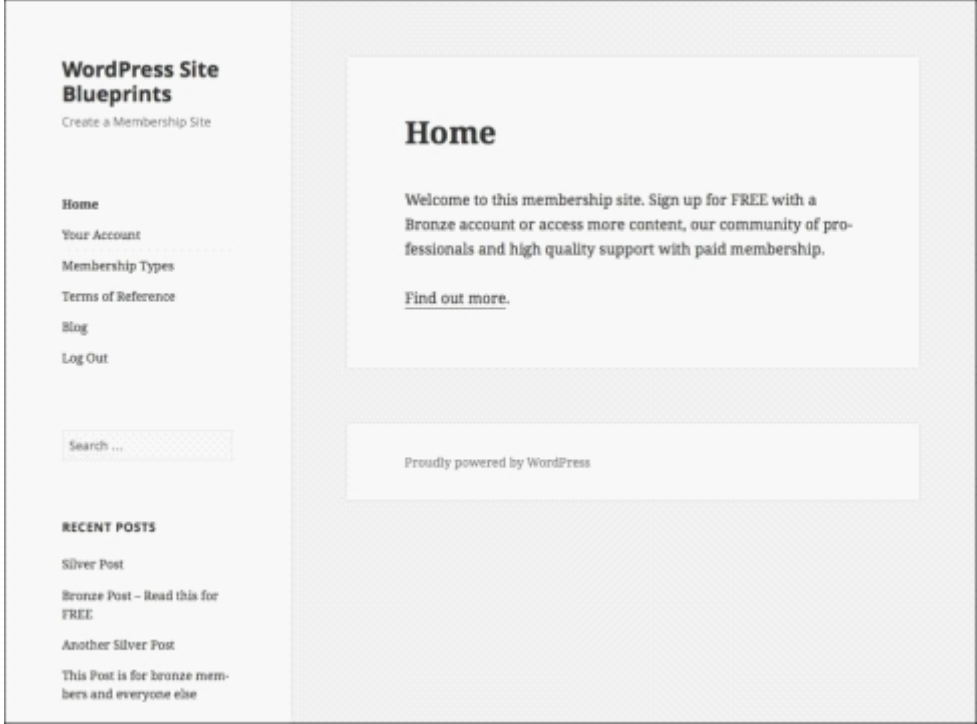 WordPress Site
Blueprints
Create a Membership Site
Home
Your Account
Membership Types
Terms of Reference
Blog
Log Out
Search ...
RECENT POSTS
Silver Post
Bronze Post – Read this for
FREE
Another Silver Post
This Post is for bronze mem-
bers and everyone else
Home
Welcome to this membership site. Sign up for FREE with a
Bronze account or access more content, our community of pro-
fessionals and high quality support with paid membership.
Find out more.
Proudly powered by WordPress